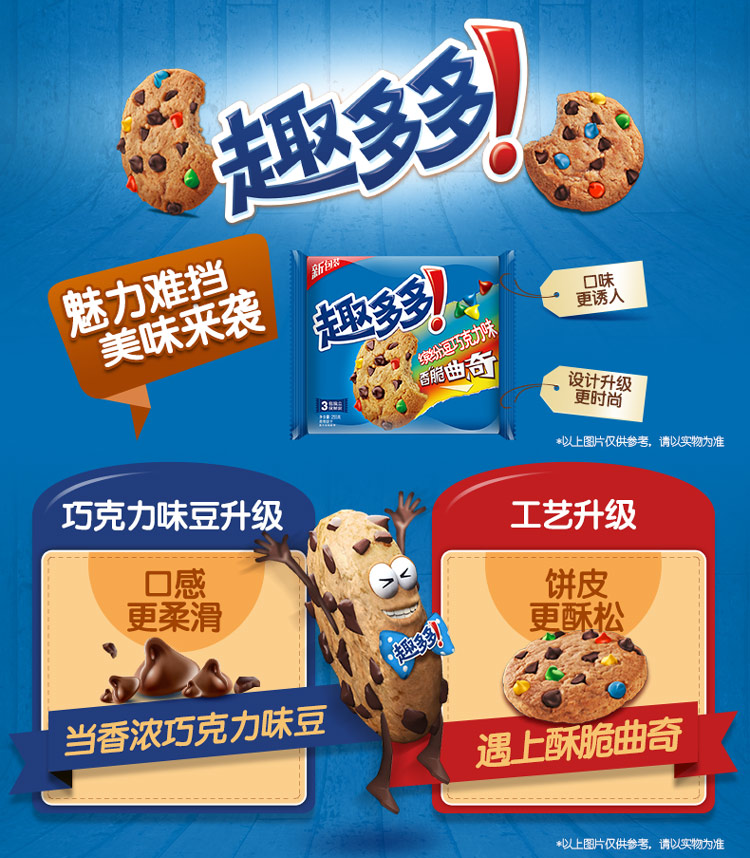 趣多多!
魅力难挡
美味来袭
新包装
趣多多!
缤纷豆巧克力味
香脆曲奇
口味
更诱人
设计升级
更时尚
*以上图片仅供参考，请以实物为准
巧克力味豆升级
口感
更柔滑
当香浓巧克力味豆
趣多多!
工艺升级
饼皮
更酥松
遇上酥脆曲奇
*以上图片仅供参考，请以实物为准